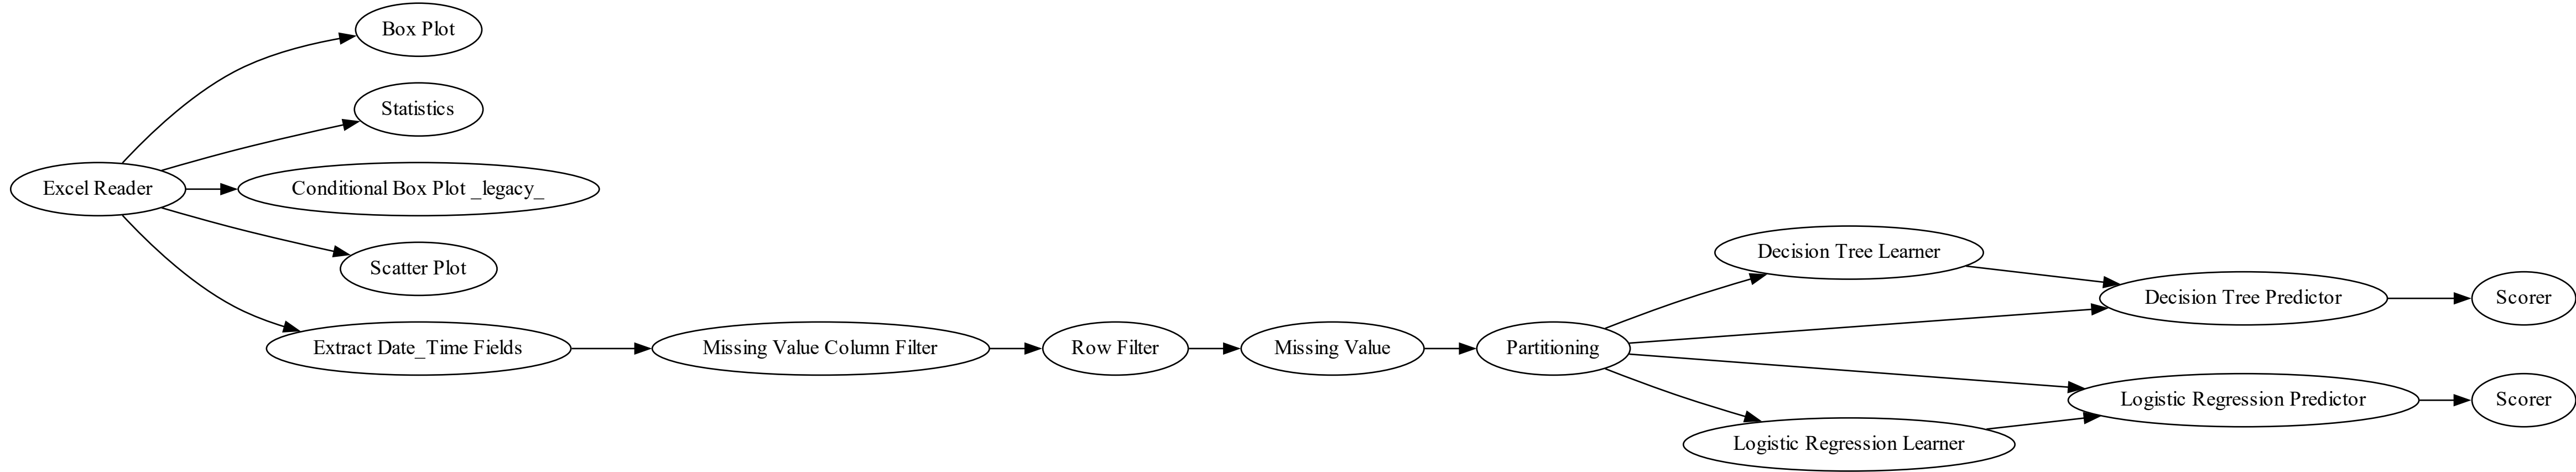 Box Plot
Statistics
Excel Reader
Conditional Box Plot _legacy_
Scatter Plot
Extract Date_Time Fields
Missing Value Column Filter
Row Filter
Missing Value
Partitioning
Decision Tree Learner
Decision Tree Predictor
Scorer
Logistic Regression Predictor
Scorer
Logistic Regression Learner